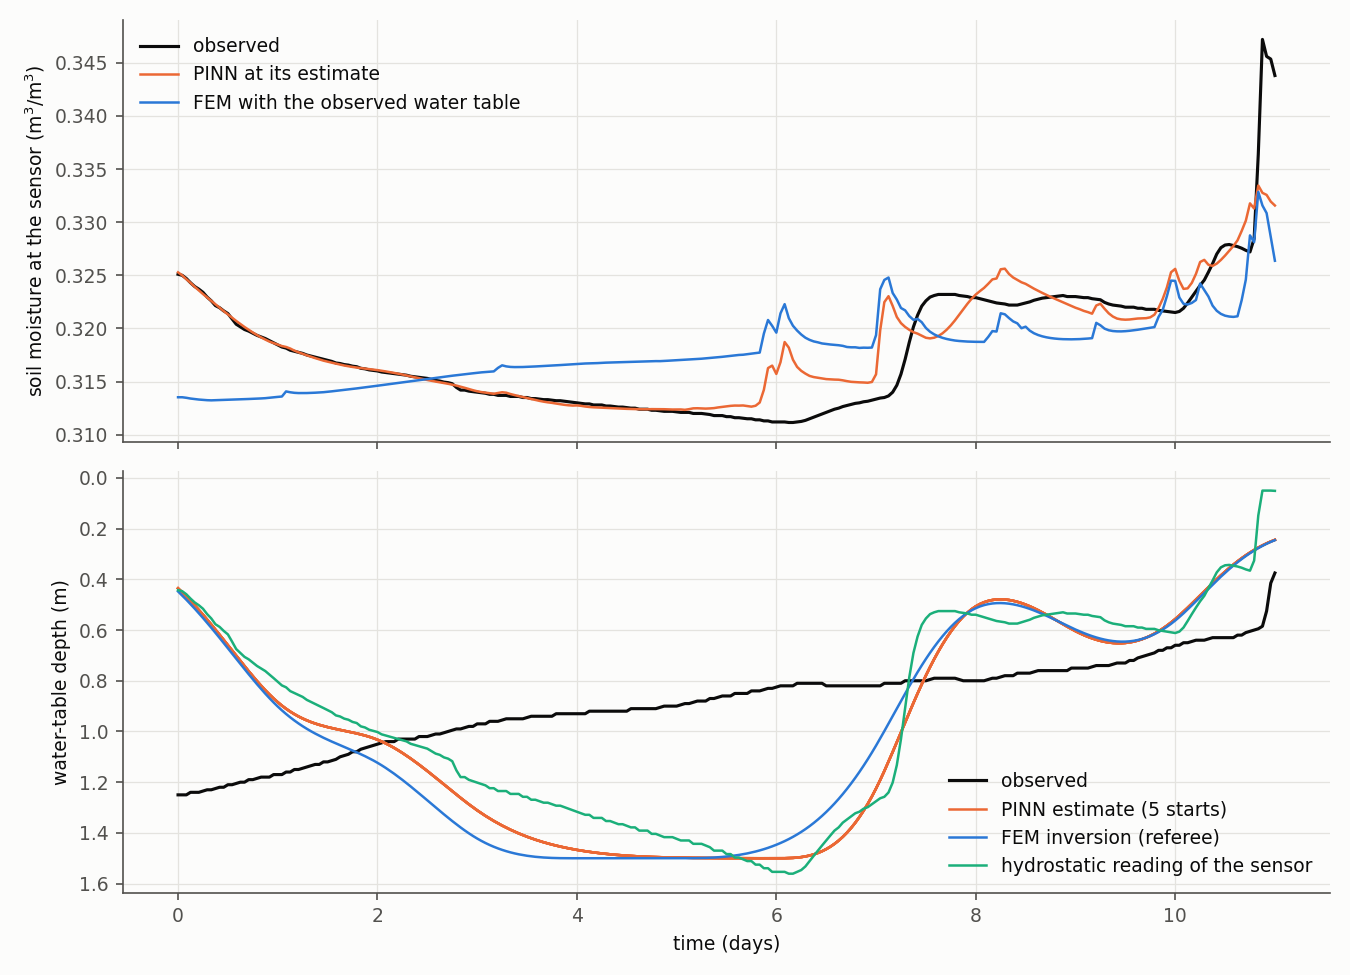 observed
PINN at its estimate
FEM with the observed water table
soil moisture at the sensor (m³/m³)
0.345
0.340
0.335
0.330
0.325
0.320
0.315
0.310
water-table depth (m)
0.0
0.2
0.4
0.6
0.8
1.0
1.2
1.4
1.6
observed
PINN estimate (5 starts)
FEM inversion (referee)
hydrostatic reading of the sensor
0 2 4 6 8 10
time (days)